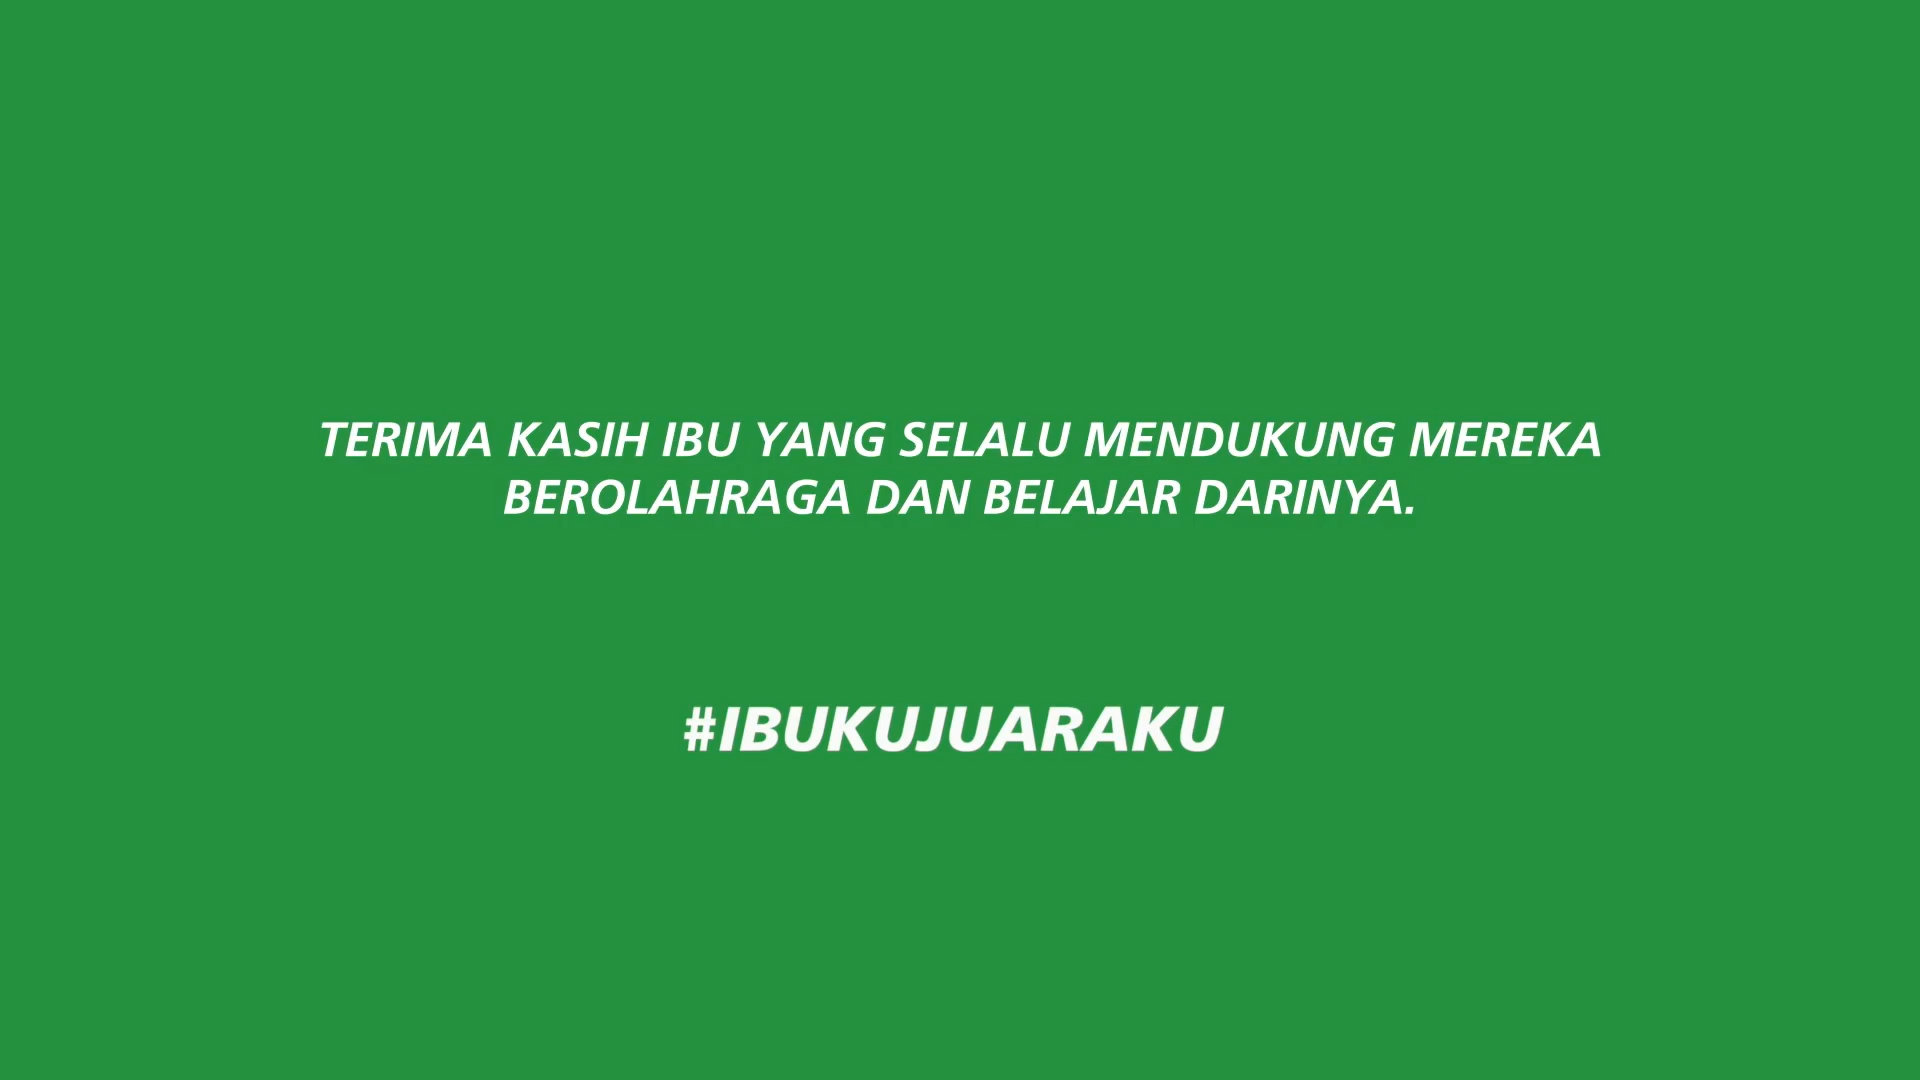 TERIMA KASIH IBU YANG SELALU MENDUKUNG MEREKA
BEROLAHRAGA DAN BELAJAR DARINYA.
#IBUKUJUARAKU